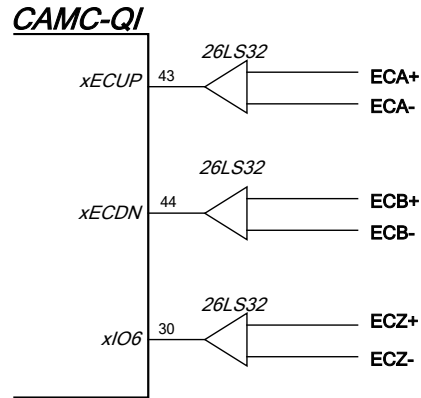 CAMC-QI
26LS32
xECUP 43 ECA+
ECA-
26LS32
xECDN 44 ECB+
ECB-
26LS32
xIO6 30 ECZ+
ECZ-